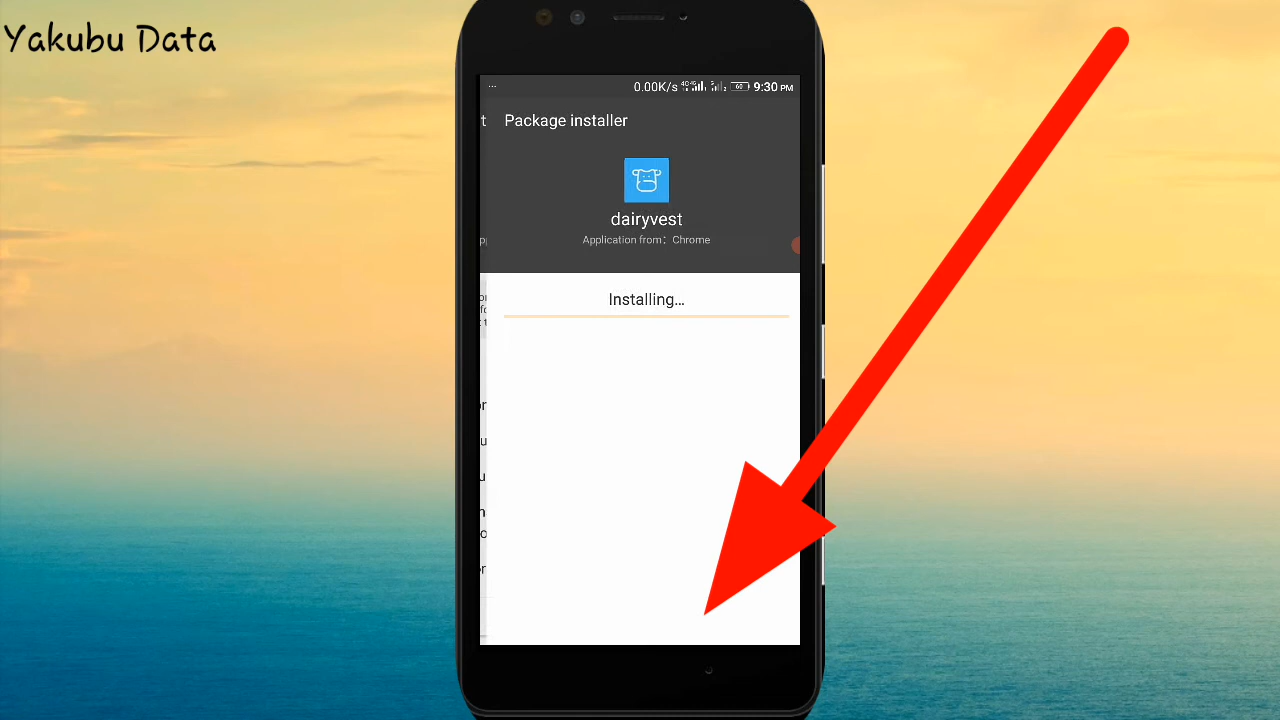 Yakubu Data
0.00K/s 9:30 PM
Package installer
dairyvest
Application from: Chrome
Installing...